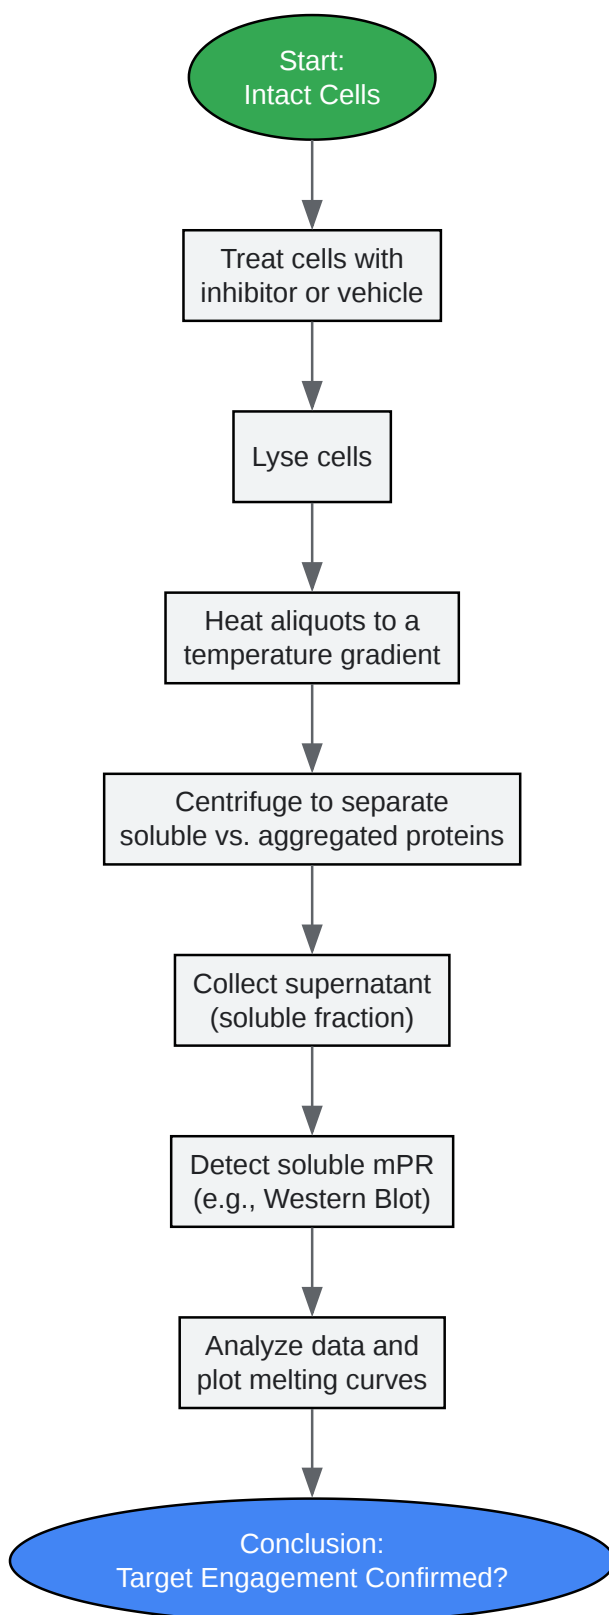 Start:
Intact Cells
Treat cells with
inhibitor or vehicle
Lyse cells
Heat aliquots to a
temperature gradient
Centrifuge to separate
soluble vs. aggregated proteins
Collect supernatant
(soluble fraction)
Detect soluble mPR
(e.g., Western Blot)
Analyze data and
plot melting curves
Conclusion:
Target Engagement Confirmed?